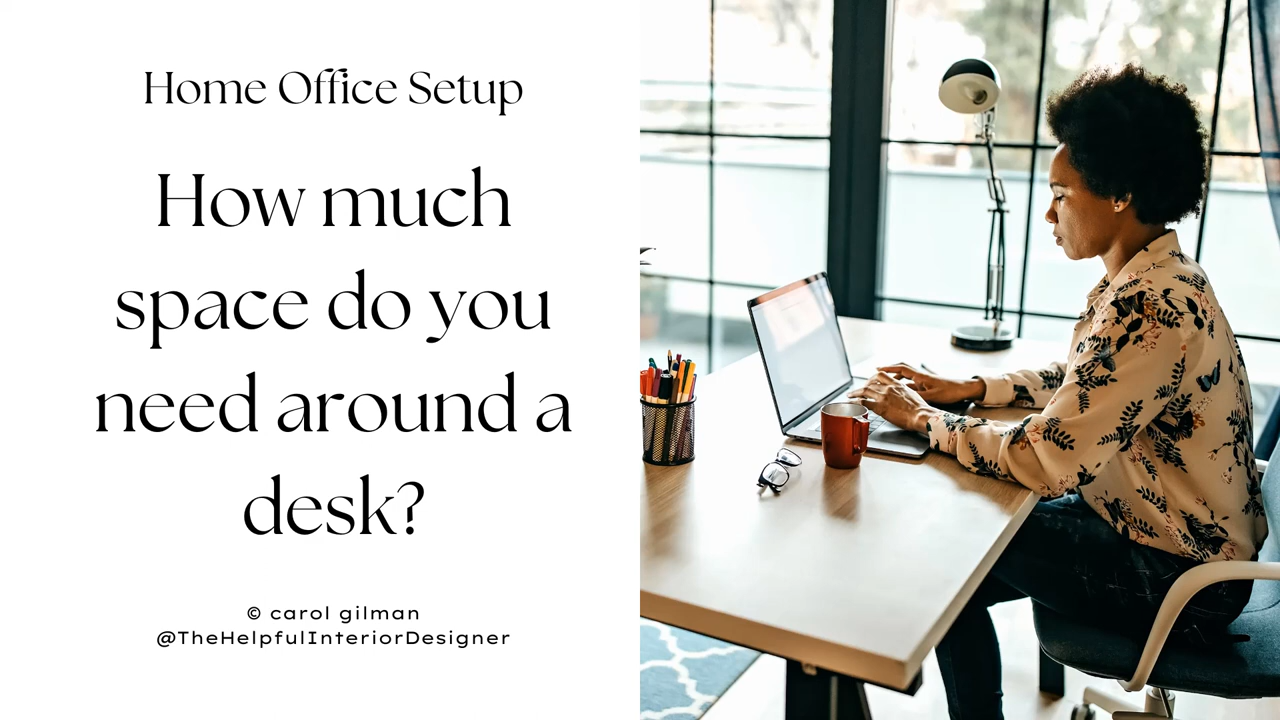 Home Office Setup
How much
space do you
need around a
desk?
© carol gilman
@TheHelpfulInteriorDesigner